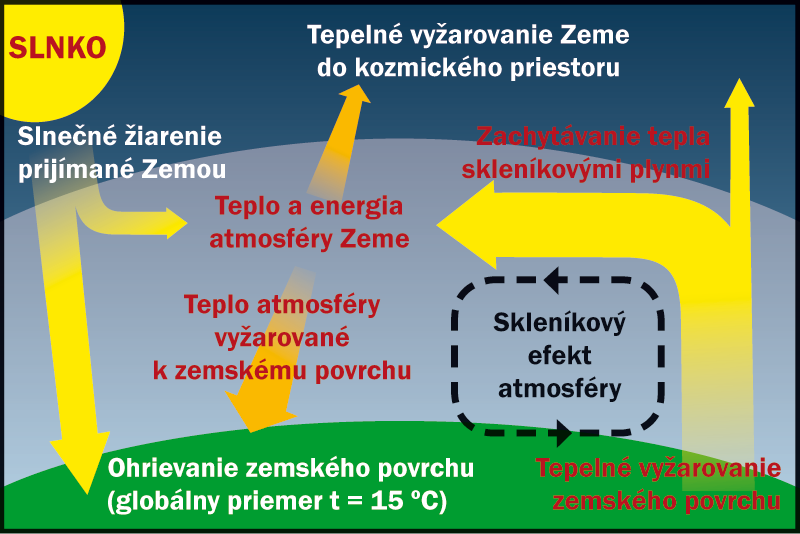 SLNKO
Tepelné vyžarovanie Zeme
do kozmického priestoru
Slnečné žiarenie
prijímané Zemou
Zachytávanie tepla
skleníkovými plynmi
Teplo a energia
atmosféry Zeme
Teplo atmosféry
vyžarované
k zemskému povrchu
Skleníkový
efekt
atmosféry
Ohrievanie zemského povrchu
(globálny priemer t = 15 ºC)
Tepelné vyžarovanie
zemského povrchu